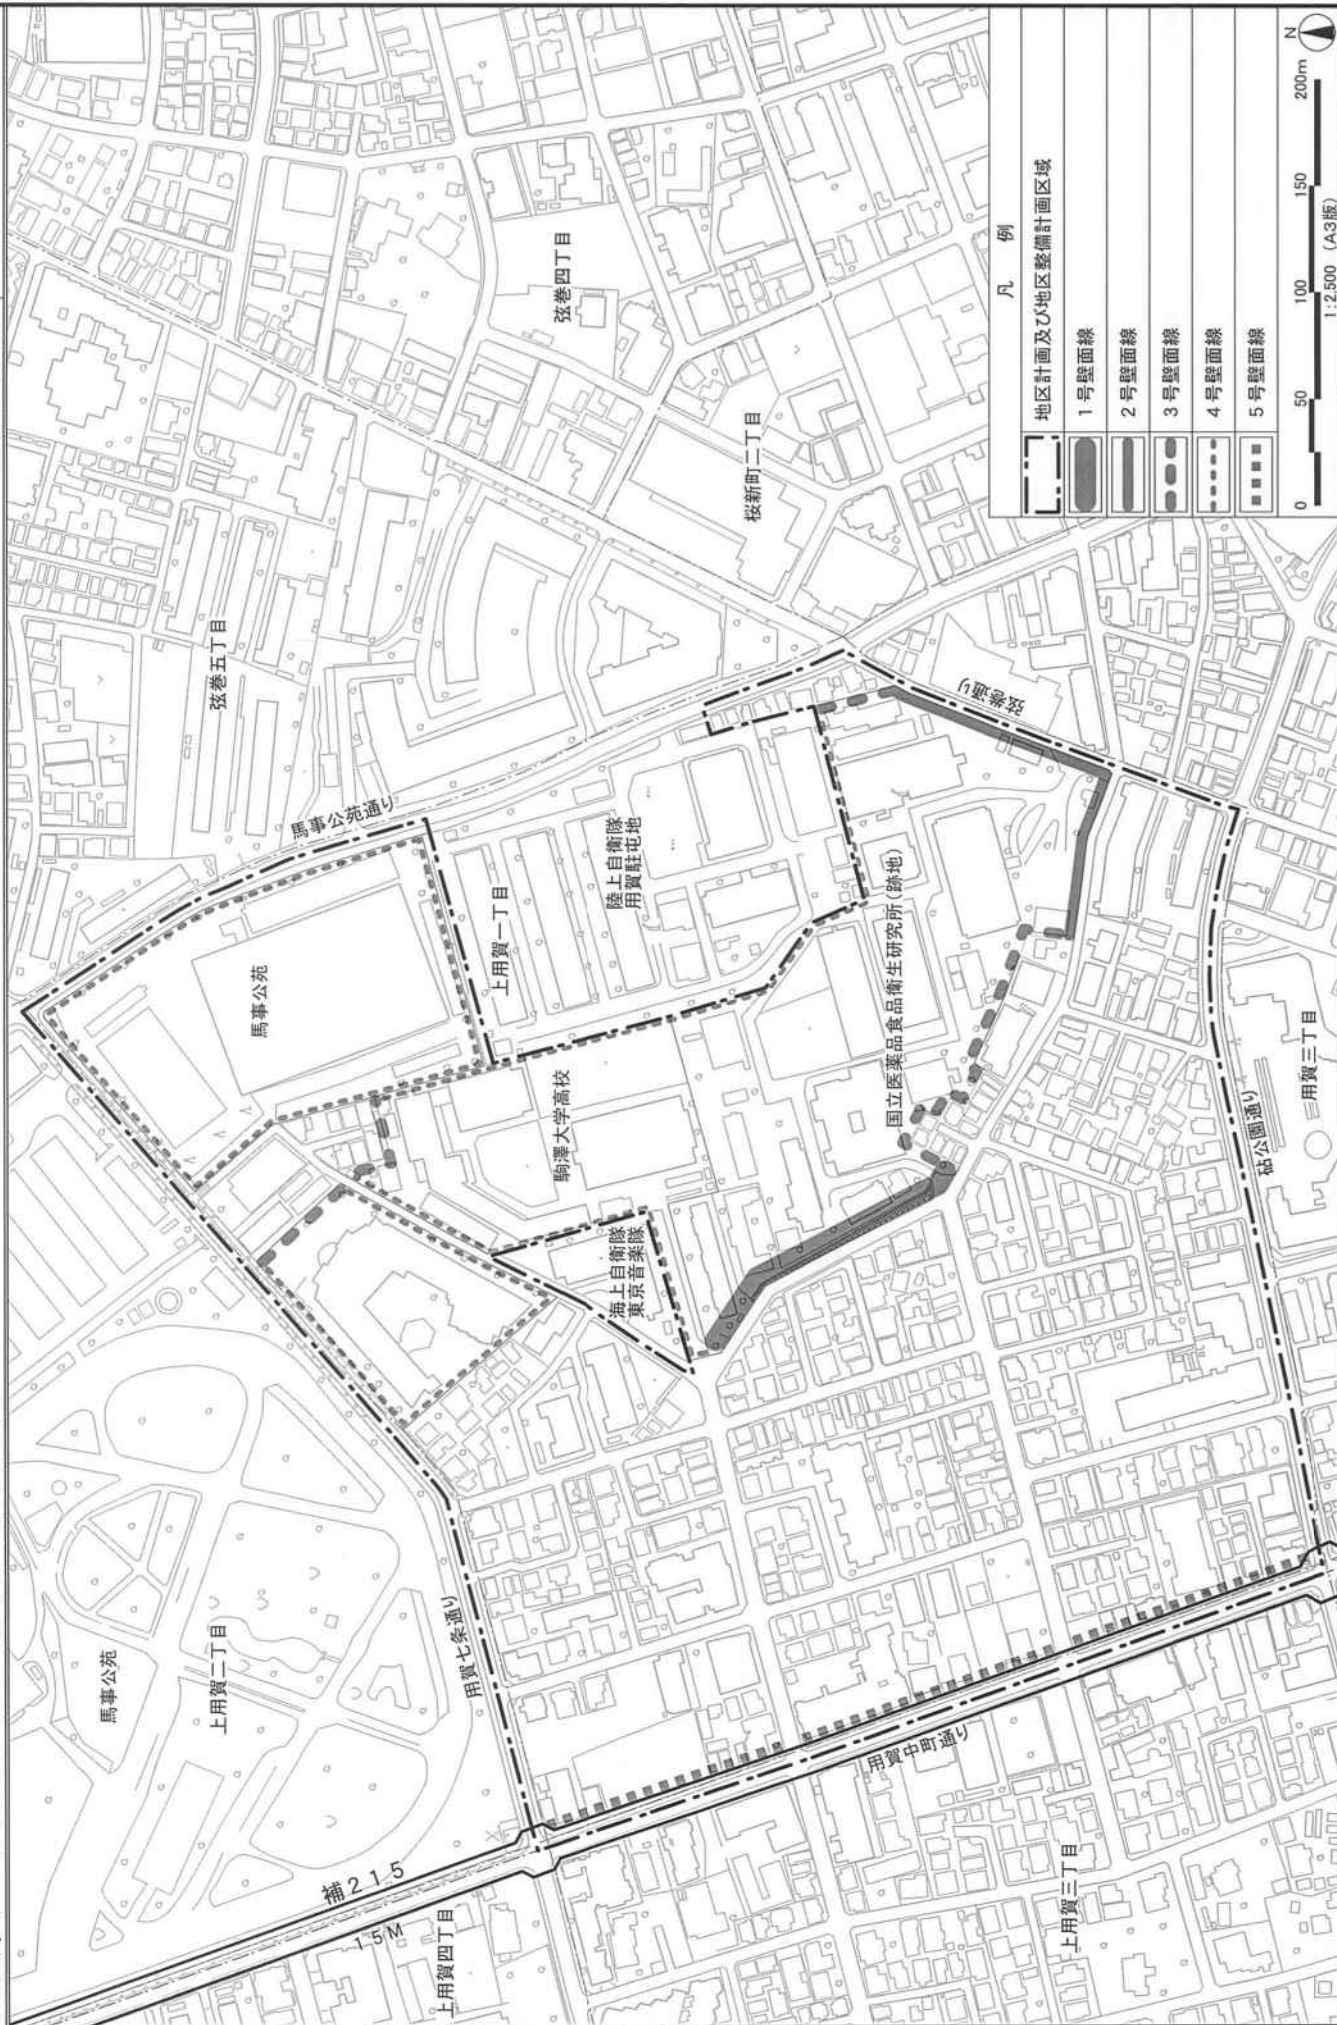 馬事公苑
上用賀二丁目
補215
15M
上用賀四丁目
用賀七条通り
用賀中町通り
上用賀三丁目
馬事公苑
馬事公苑通り
弦巻五丁目
弦巻四丁目
桜新町二丁目
上用賀一丁目
陸上自衛隊
用賀駐屯地
駒澤大学高校
海上自衛隊
東京音楽隊
国立医薬品食品衛生研究所(跡地)
弦巻通り
砧公園通り
用賀三丁目
凡 例
地区計画及び地区整備計画区域
1号壁面線
2号壁面線
3号壁面線
4号壁面線
5号壁面線
N
0 50 100 150 200m
1:2,500 (A3版)